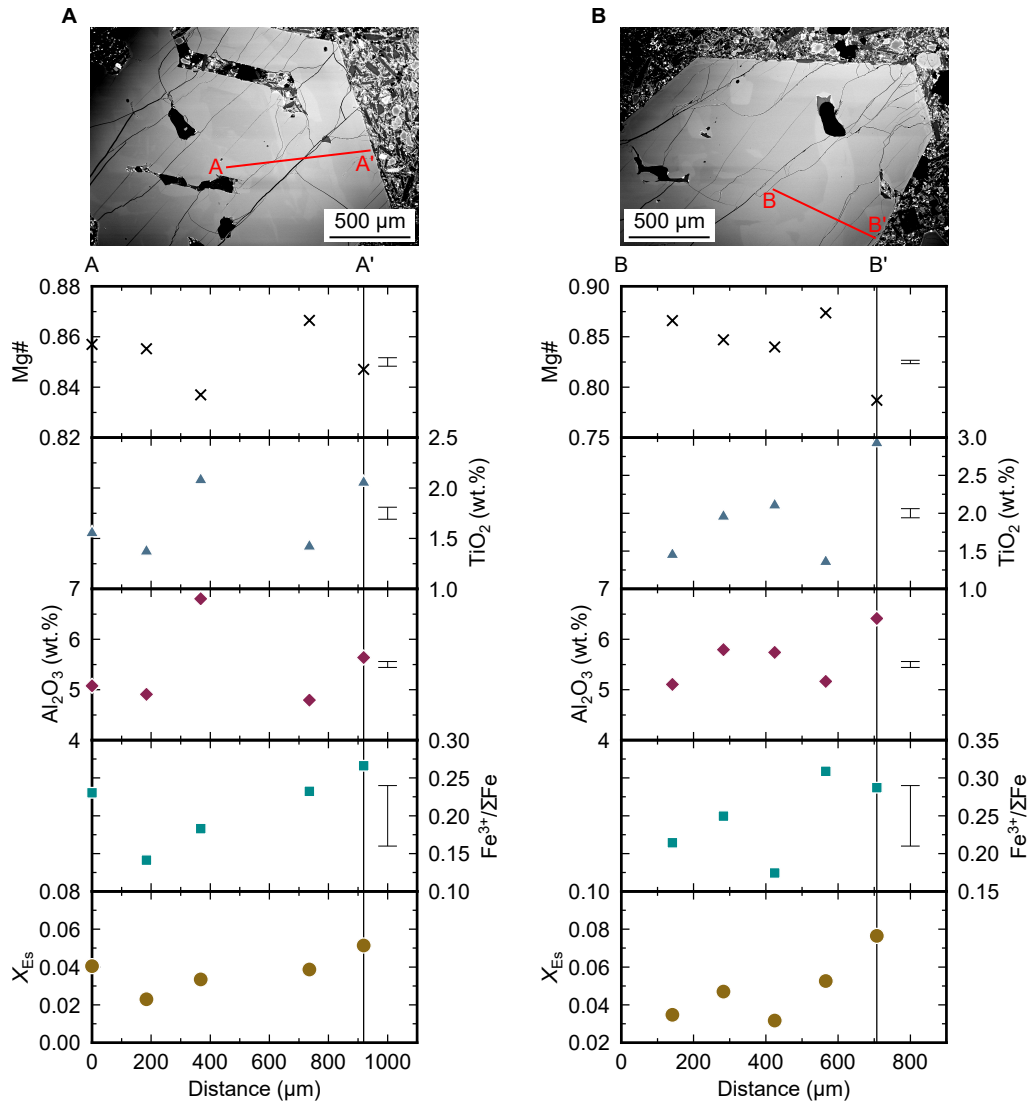 A
B
A
A'
500 µm
B
B'
500 µm
A
A'
0.88
0.86
0.84
0.82
Mg#
2.5
2.0
1.5
1.0
TiO₂ (wt.%)
7
6
5
4
Al₂O₃ (wt.%)
0.30
0.25
0.20
0.15
0.10
Fe³⁺/ΣFe
0.08
0.06
0.04
0.02
0.00
X_Es
0 200 400 600 800 1000
Distance (µm)
B
B'
0.90
0.85
0.80
0.75
Mg#
3.0
2.5
2.0
1.5
1.0
TiO₂ (wt.%)
7
6
5
4
Al₂O₃ (wt.%)
0.35
0.30
0.25
0.20
0.15
Fe³⁺/ΣFe
0.10
0.08
0.06
0.04
0.02
X_Es
0 200 400 600 800
Distance (µm)